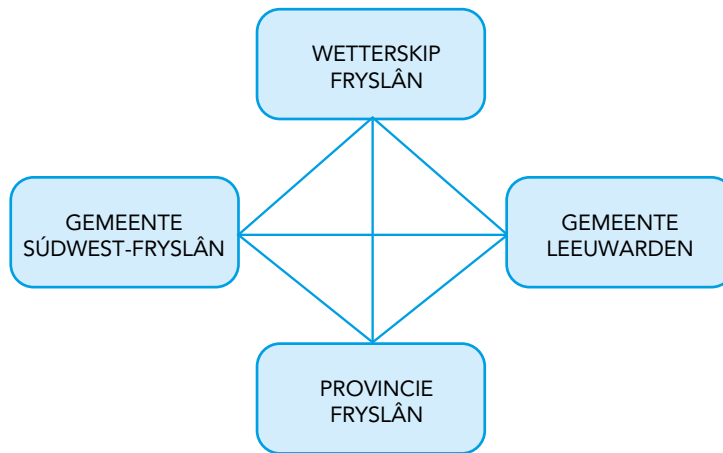 WETTERSKIP
FRYSLÂN
GEMEENTE
SÚDWEST-FRYSLÂN
GEMEENTE
LEEUWARDEN
PROVINCIE
FRYSLÂN